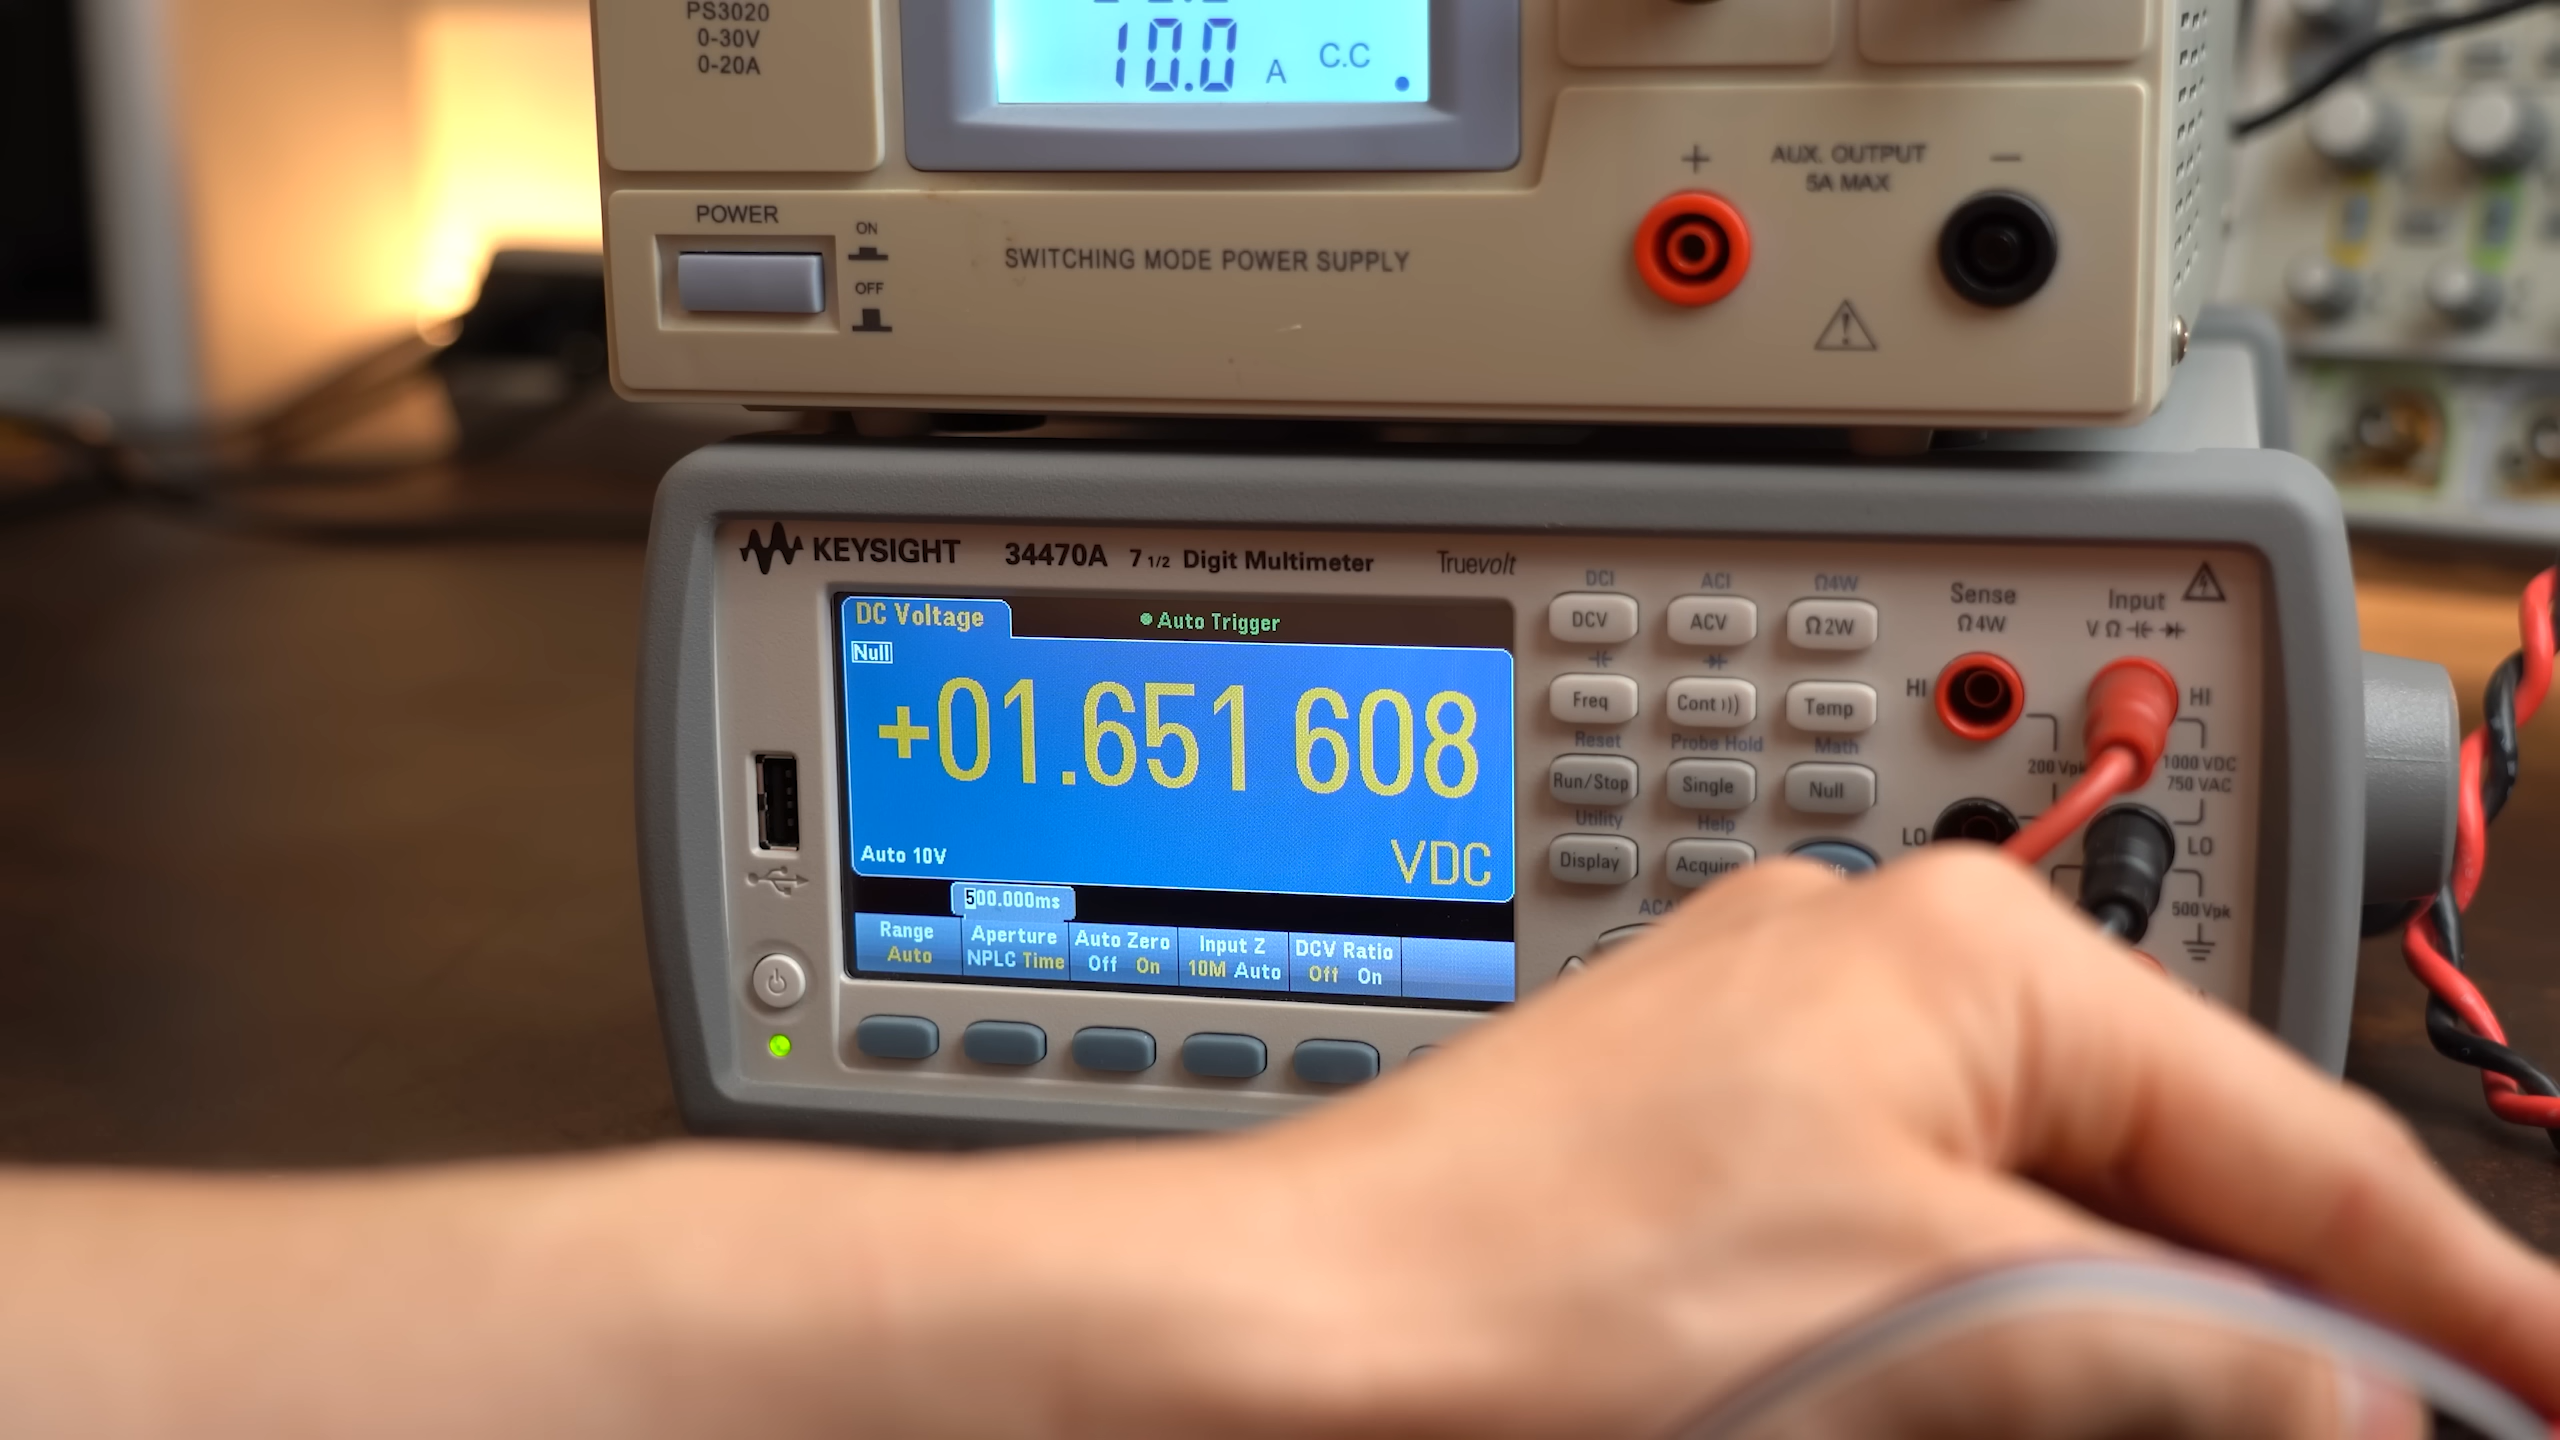 PS3020
0-30V
0-20A
10.0 A C.C
POWER
ON
OFF
SWITCHING MODE POWER SUPPLY
+ AUX. OUTPUT −
5A MAX
KEYSIGHT 34470A 7 1/2 Digit Multimeter Truevolt
DC Voltage
Auto Trigger
Null
+01.651 608
Auto 10V
VDC
500.000ms
Range
Auto
Aperture
NPLC Time
Auto Zero
Off On
Input Z
10M Auto
DCV Ratio
Off On
DCI ACI Ω4W
DCV ACV Ω2W
Freq Cont Temp
Reset Probe Hold Math
Run/Stop Single Null
Utility Help
Display Acquire
Sense
Ω4W
Input
V Ω
HI HI
200 Vpk
1000 VDC
750 VAC
LO LO
500 Vpk